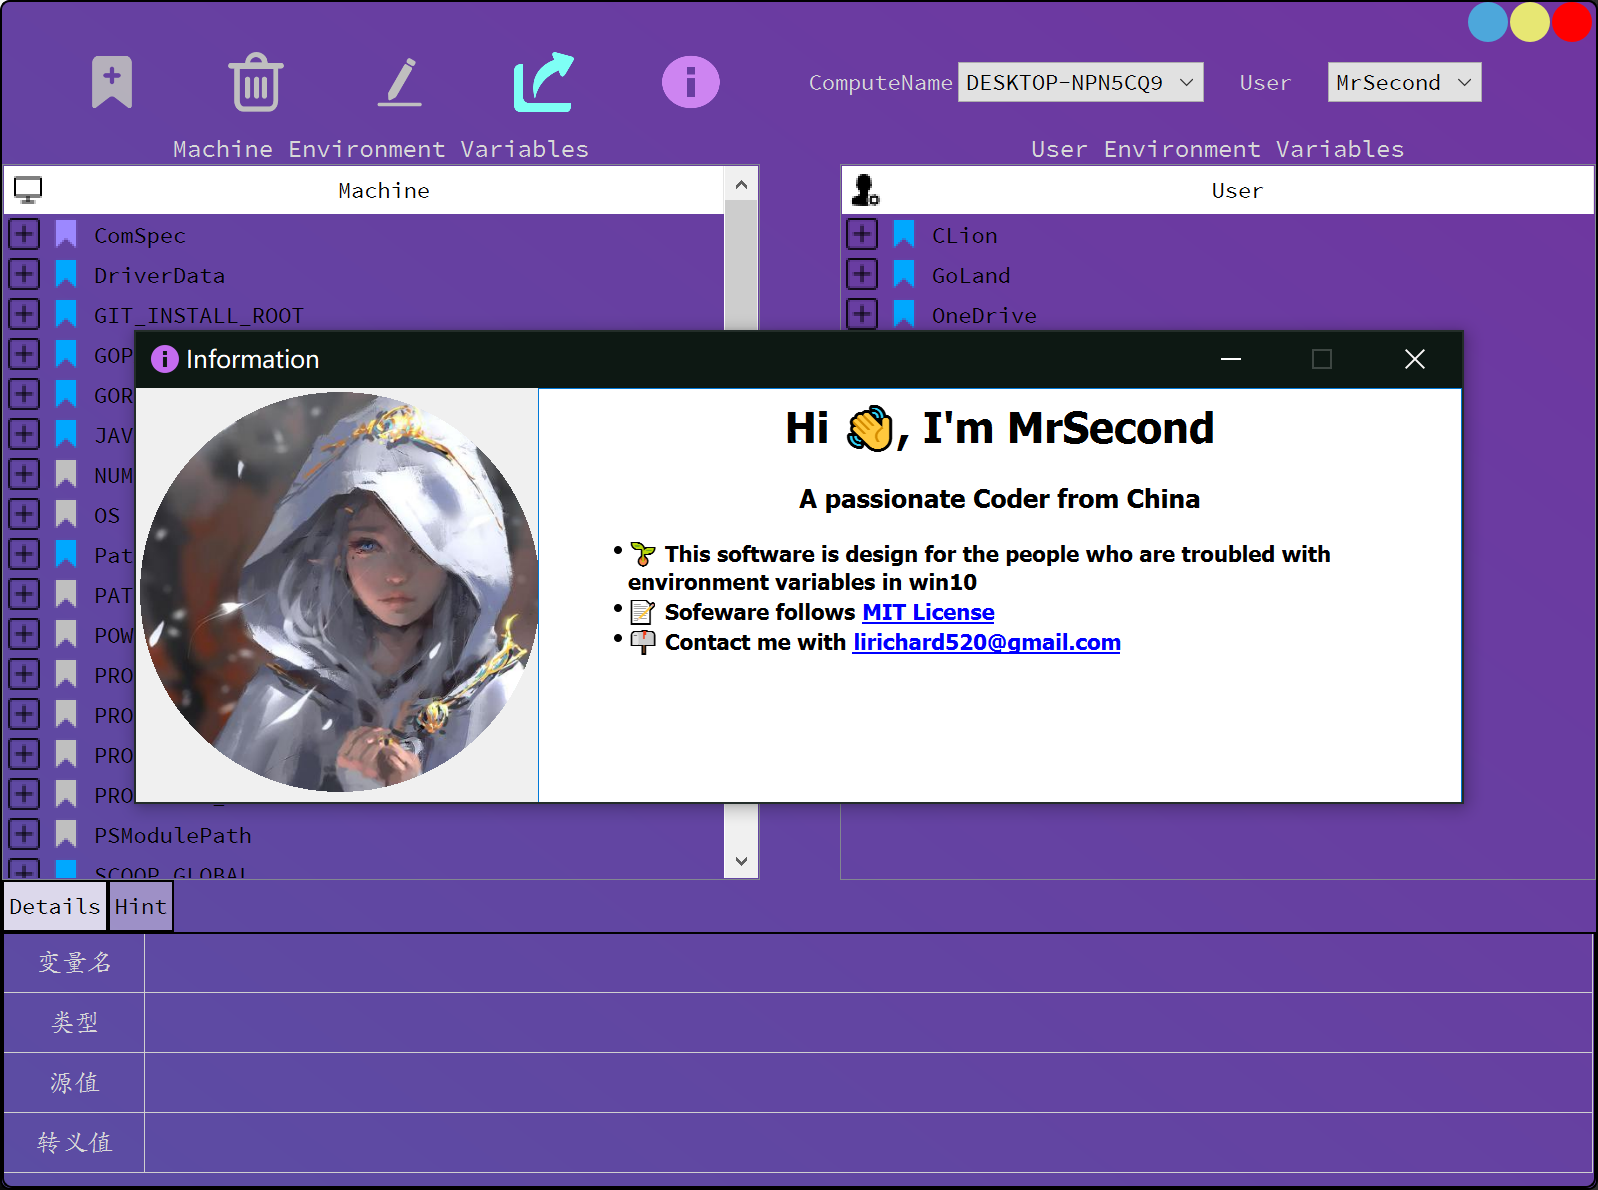 ComputeName DESKTOP-NPN5CQ9 User MrSecond
Machine Environment Variables
User Environment Variables
Machine
User
ComSpec
DriverData
GIT_INSTALL_ROOT
GOP
GOR
JAV
NUM
OS
Pat
PAT
POW
PRO
PRO
PRO
PRO
PSModulePath
SCOOP_GLOBAL
CLion
GoLand
OneDrive
Information
Hi 👋, I'm MrSecond
A passionate Coder from China
• 🌱 This software is design for the people who are troubled with
environment variables in win10
• 📝 Sofeware follows MIT License
• 📫 Contact me with lirichard520@gmail.com
Details Hint
变量名
类型
源值
转义值